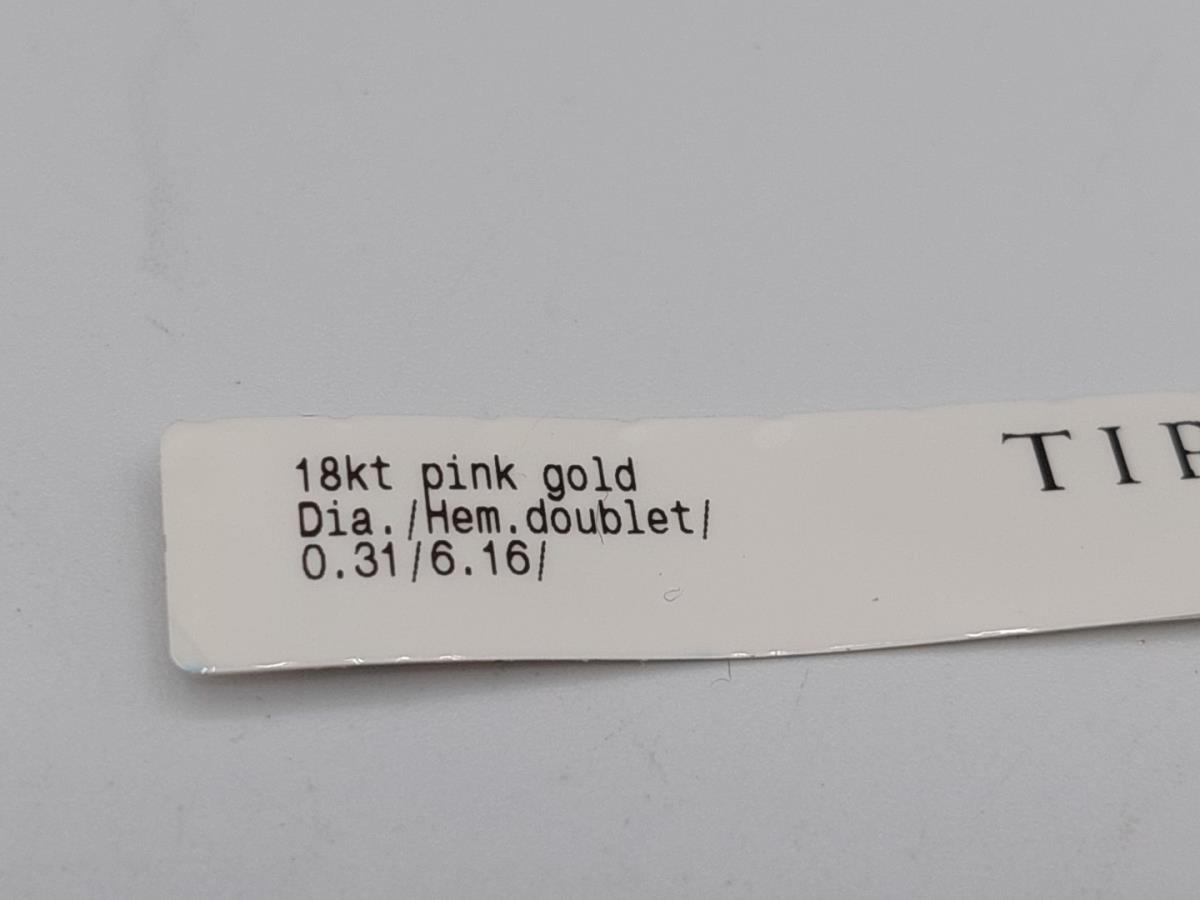 18kt pink gold
Dia./Hem.doublet/
0.31/6.16/